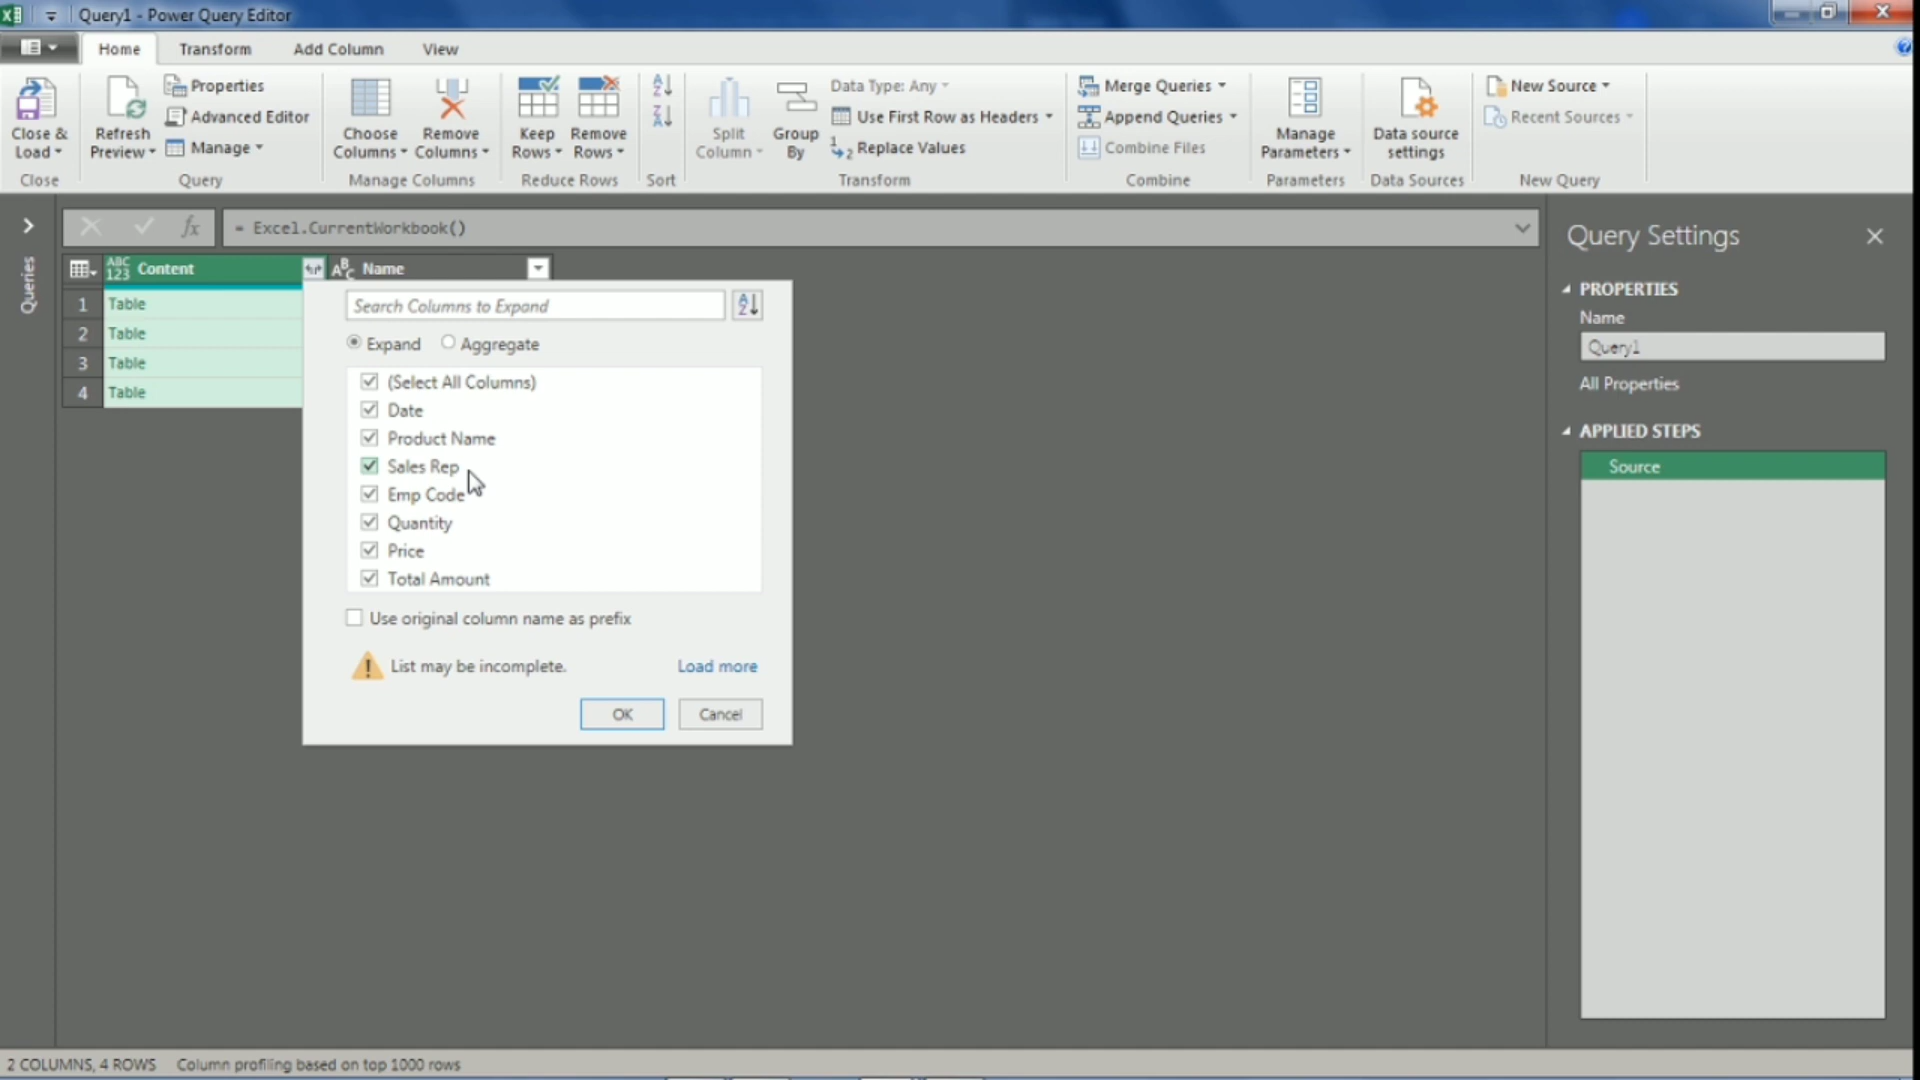 Query1 - Power Query Editor
Home Transform Add Column View
Close & Load
Refresh Preview
Properties
Advanced Editor
Manage
Choose Columns
Remove Columns
Keep Rows
Remove Rows
Split Column
Group By
Data Type: Any
Use First Row as Headers
Replace Values
Merge Queries
Append Queries
Combine Files
Manage Parameters
Data source settings
New Source
Recent Sources
Close Query Manage Columns Reduce Rows Sort Transform Combine Parameters Data Sources New Query
Queries
fx = Excel.CurrentWorkbook()
ABC 123 Content ABC Name
1 Table
2 Table
3 Table
4 Table
Search Columns to Expand
Expand Aggregate
(Select All Columns)
Date
Product Name
Sales Rep
Emp Code
Quantity
Price
Total Amount
Use original column name as prefix
List may be incomplete. Load more
OK Cancel
Query Settings
PROPERTIES
Name
Query1
All Properties
APPLIED STEPS
Source
2 COLUMNS, 4 ROWS Column profiling based on top 1000 rows